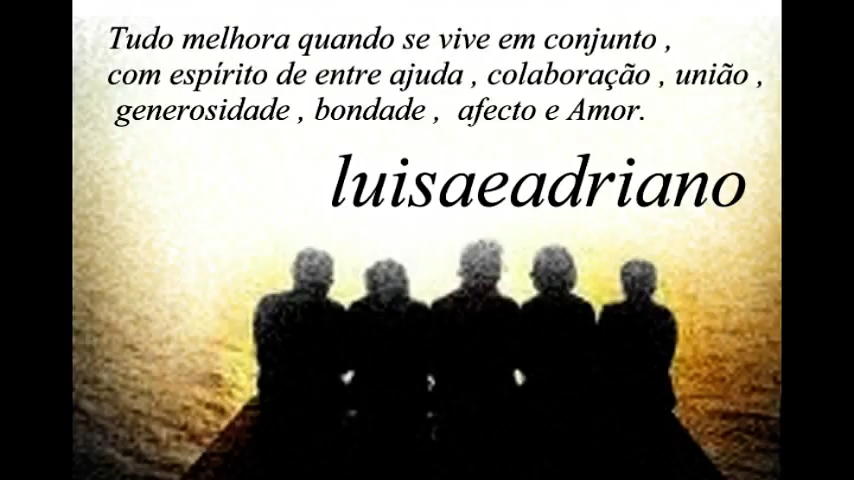 Tudo melhora quando se vive em conjunto ,
com espírito de entre ajuda , colaboração , união ,
generosidade , bondade , afecto e Amor.
luisaeadriano